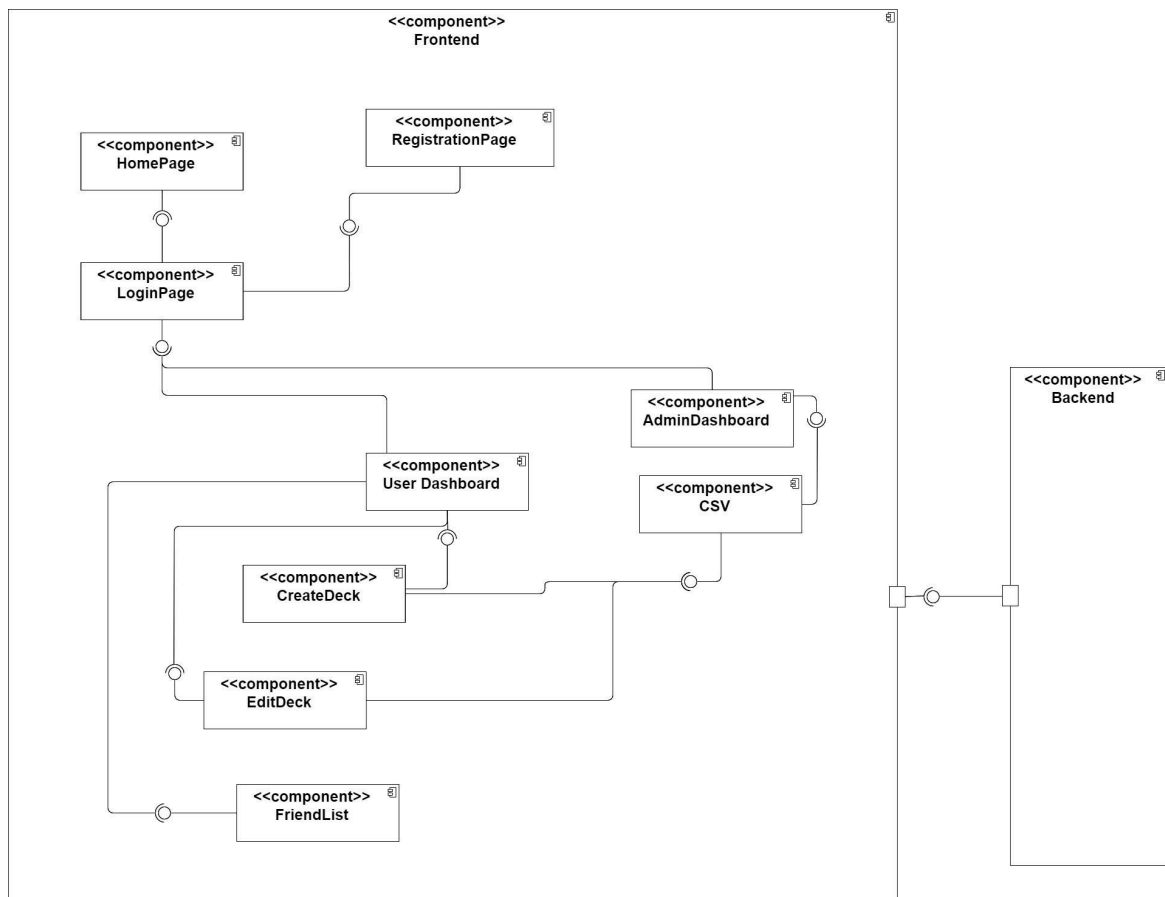 <<component>>
Frontend
<<component>>
HomePage
<<component>>
RegistrationPage
<<component>>
LoginPage
<<component>>
AdminDashboard
<<component>>
Backend
<<component>>
User Dashboard
<<component>>
CSV
<<component>>
CreateDeck
<<component>>
EditDeck
<<component>>
FriendList